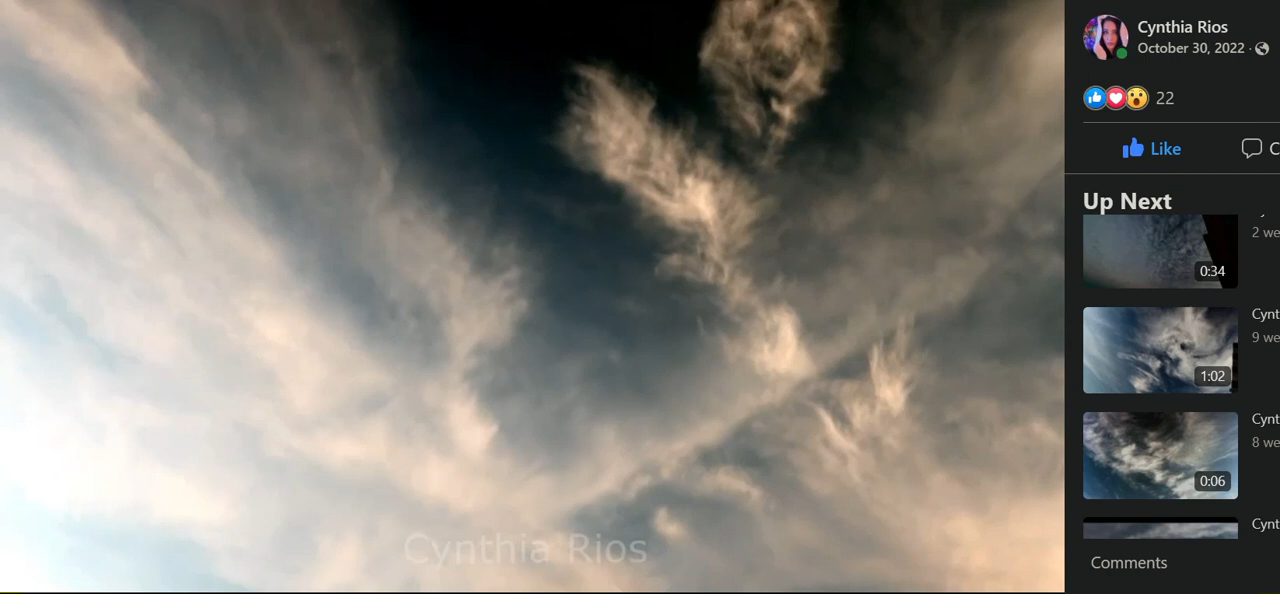 Cynthia Rios
Cynthia Rios
October 30, 2022 ·
22
Like
C
Up Next
2 we
0:34
Cynt
9 we
1:02
Cynt
8 we
0:06
Cynt
Comments